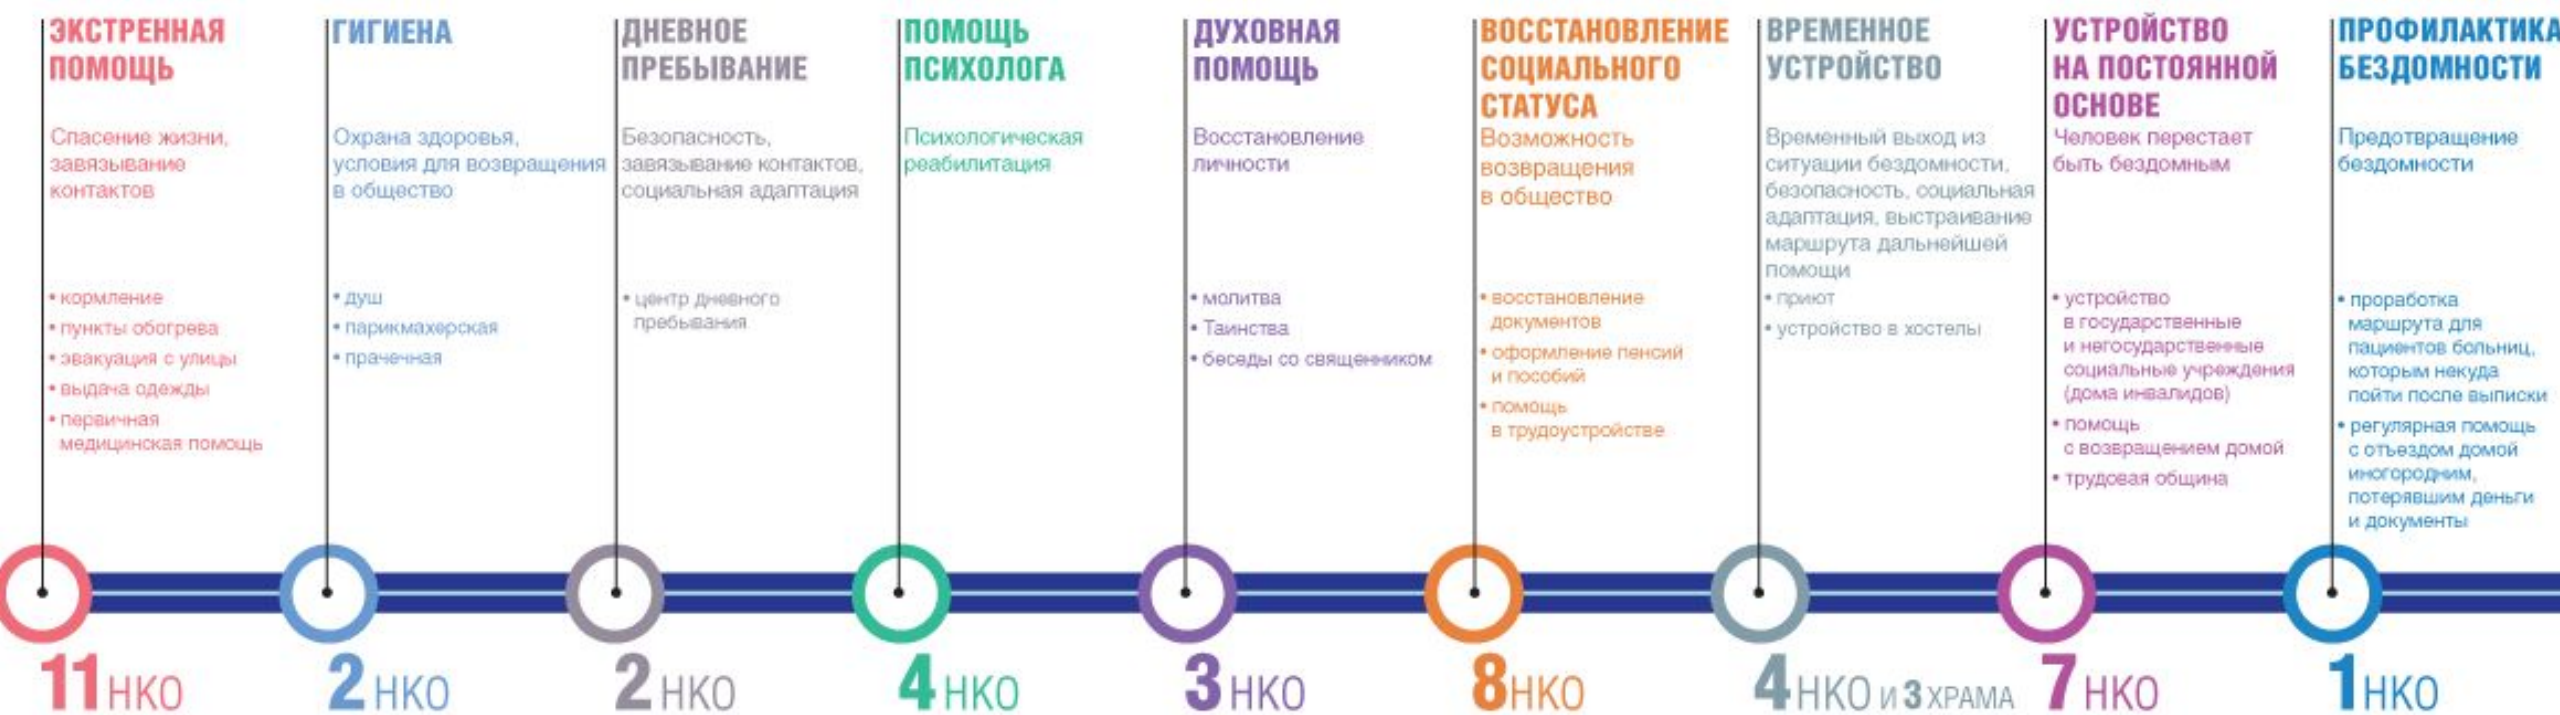 ЭКСТРЕННАЯ
ПОМОЩЬ
Спасение жизни,
завязывание
контактов
• кормление
• пункты обогрева
• эвакуация с улицы
• выдача одежды
• первичная
медицинская помощь
11 НКО
ГИГИЕНА
Охрана здоровья,
условия для возвращения
в общество
• душ
• парикмахерская
• прачечная
2 НКО
ДНЕВНОЕ
ПРЕБЫВАНИЕ
Безопасность,
завязывание контактов,
социальная адаптация
• центр дневного
пребывания
2 НКО
ПОМОЩЬ
ПСИХОЛОГА
Психологическая
реабилитация
4 НКО
ДУХОВНАЯ
ПОМОЩЬ
Восстановление
личности
• молитва
• Таинства
• беседы со священником
3 НКО
ВОССТАНОВЛЕНИЕ
СОЦИАЛЬНОГО
СТАТУСА
Возможность
возвращения
в общество
• восстановление
документов
• оформление пенсий
и пособий
• помощь
в трудоустройстве
8 НКО
ВРЕМЕННОЕ
УСТРОЙСТВО
Временный выход из
ситуации бездомности,
безопасность, социальная
адаптация, выстраивание
маршрута дальнейшей
помощи
• приют
• устройство в хостелы
4 НКО И 3 ХРАМА
УСТРОЙСТВО
НА ПОСТОЯННОЙ
ОСНОВЕ
Человек перестает
быть бездомным
• устройство
в государственные
и негосударственные
социальные учреждения
(дома инвалидов)
• помощь
с возвращением домой
• трудовая община
7 НКО
ПРОФИЛАКТИКА
БЕЗДОМНОСТИ
Предотвращение
бездомности
• проработка
маршрута для
пациентов больниц,
которым некуда
пойти после выписки
• регулярная помощь
с отъездом домой
иногородним,
потерявшим деньги
и документы
1 НКО